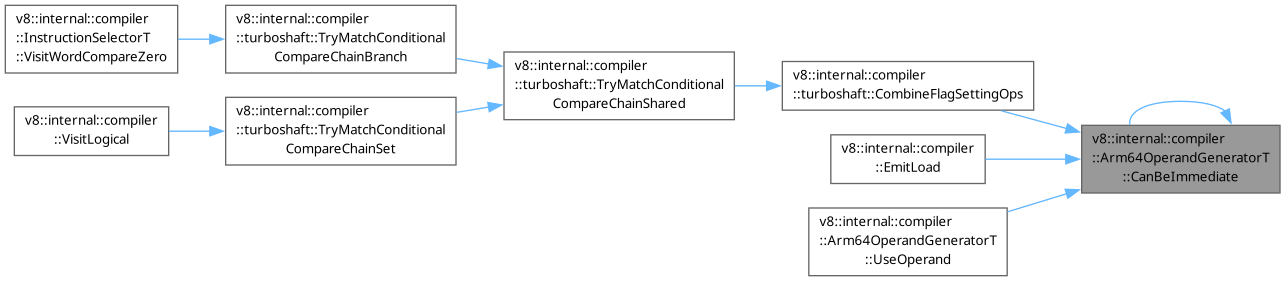 v8::internal::compiler
::InstructionSelectorT
::VisitWordCompareZero
v8::internal::compiler
::turboshaft::TryMatchConditional
CompareChainBranch
v8::internal::compiler
::VisitLogical
v8::internal::compiler
::turboshaft::TryMatchConditional
CompareChainSet
v8::internal::compiler
::turboshaft::TryMatchConditional
CompareChainShared
v8::internal::compiler
::turboshaft::CombineFlagSettingOps
v8::internal::compiler
::EmitLoad
v8::internal::compiler
::Arm64OperandGeneratorT
::UseOperand
v8::internal::compiler
::Arm64OperandGeneratorT
::CanBeImmediate